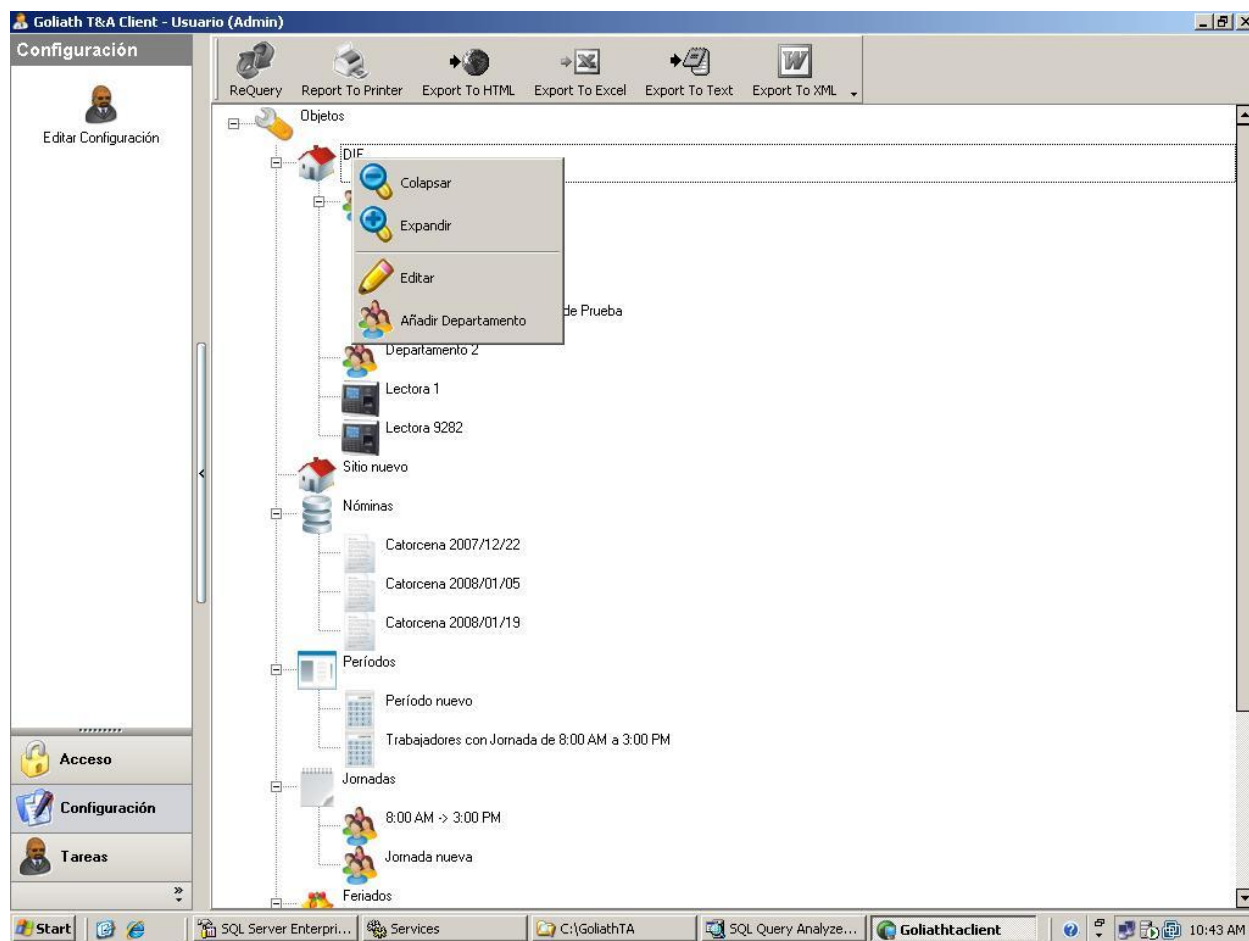 Goliath T&A Client - Usuario (Admin)
Configuración
Editar Configuración
ReQuery
Report To Printer
Export To HTML
Export To Excel
Export To Text
Export To XML
Objetos
DIF
Colapsar
Expandir
Editar
Añadir Departamento
de Prueba
Departamento 2
Lectora 1
Lectora 9282
Sitio nuevo
Nóminas
Catorcena 2007/12/22
Catorcena 2008/01/05
Catorcena 2008/01/19
Períodos
Período nuevo
Trabajadores con Jornada de 8:00 AM a 3:00 PM
Jornadas
8:00 AM -> 3:00 PM
Jornada nueva
Feriados
Acceso
Configuración
Tareas
Start
SQL Server Enterpri...
Services
C:\GoliathTA
SQL Query Analyze...
Goliathtaclient
10:43 AM